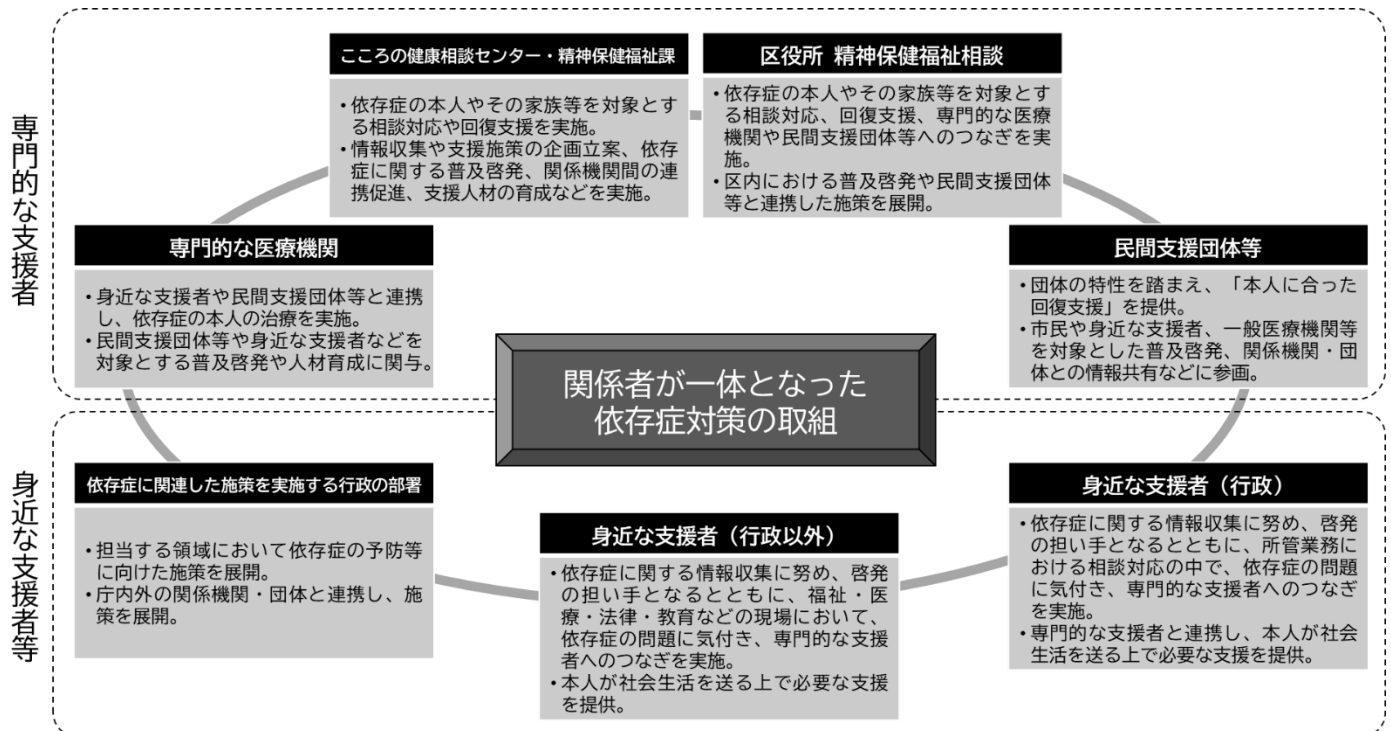 専門的な支援者
こころの健康相談センター・精神保健福祉課
・依存症の本人やその家族等を対象とす
る相談対応や回復支援を実施。
・情報収集や支援施策の企画立案、依存
症に関する普及啓発、関係機関間の連
携促進、支援人材の育成などを実施。
区役所 精神保健福祉相談
・依存症の本人やその家族等を対象とす
る相談対応、回復支援、専門的な医療
機関や民間支援団体等へのつなぎを実
施。
・区内における普及啓発や民間支援団体
等と連携した施策を展開。
専門的な医療機関
・身近な支援者や民間支援団体等と連携
し、依存症の本人の治療を実施。
・民間支援団体等や身近な支援者などを
対象とする普及啓発や人材育成に関与。
民間支援団体等
・団体の特性を踏まえ、「本人に合った
回復支援」を提供。
・市民や身近な支援者、一般医療機関等
を対象とした普及啓発、関係機関・団
体との情報共有などに参画。
関係者が一体となった
依存症対策の取組
身近な支援者等
依存症に関連した施策を実施する行政の部署
・担当する領域において依存症の予防等
に向けた施策を展開。
・庁内外の関係機関・団体と連携し、施
策を展開。
身近な支援者（行政以外）
・依存症に関する情報収集に努め、啓発
の担い手となるとともに、福祉・医
療・法律・教育などの現場において、
依存症の問題に気付き、専門的な支援
者へのつなぎを実施。
・本人が社会生活を送る上で必要な支援
を提供。
身近な支援者（行政）
・依存症に関する情報収集に努め、啓発
の担い手となるとともに、所管業務に
おける相談対応の中で、依存症の問題
に気付き、専門的な支援者へのつなぎ
を実施。
・専門的な支援者と連携し、本人が社会
生活を送る上で必要な支援を提供。